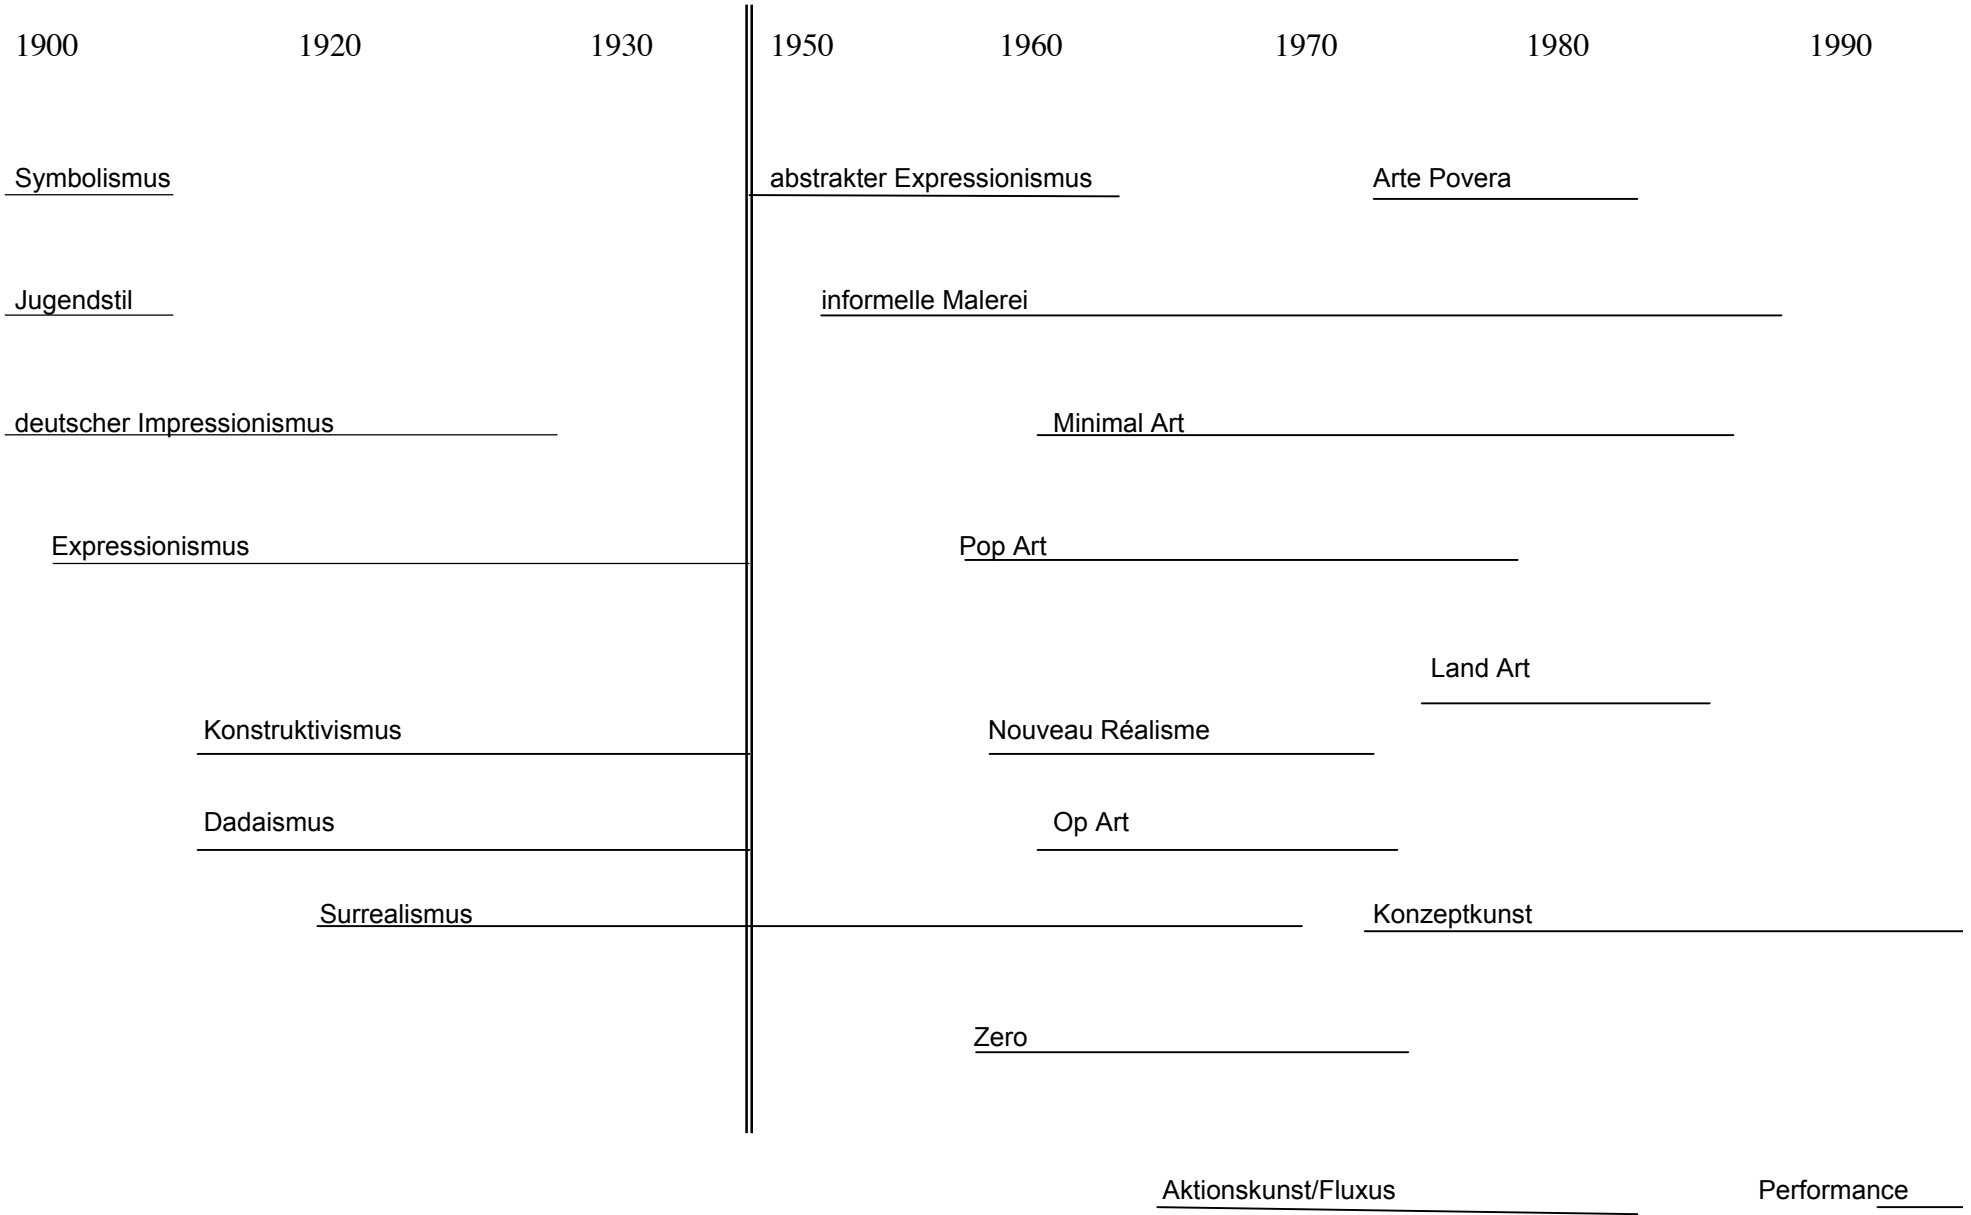 1900 1920 1930 1950 1960 1970 1980 1990
Symbolismus abstrakter Expressionismus Arte Povera
Jugendstil informelle Malerei
deutscher Impressionismus Minimal Art
Expressionismus Pop Art
Land Art
Konstruktivismus Nouveau Réalisme
Dadaismus Op Art
Surrealismus Konzeptkunst
Zero
Aktionskunst/Fluxus Performance